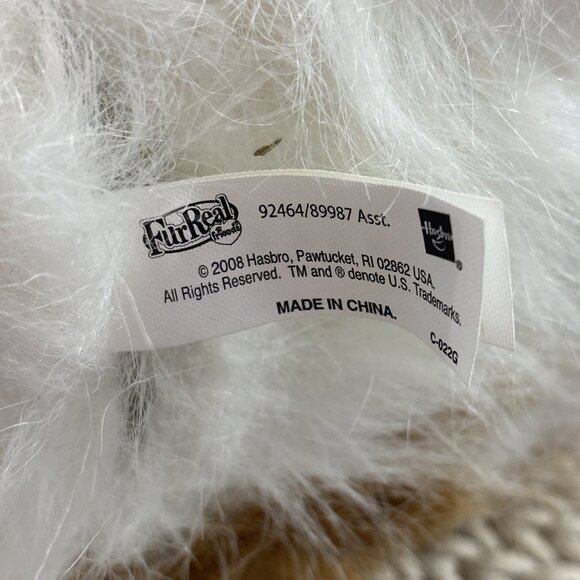 FurReal friends
92464/89987 Asst.
Hasbro ®
© 2008 Hasbro, Pawtucket, RI 02862 USA.
All Rights Reserved. TM and ® denote U.S. Trademarks.
MADE IN CHINA.
C-022G